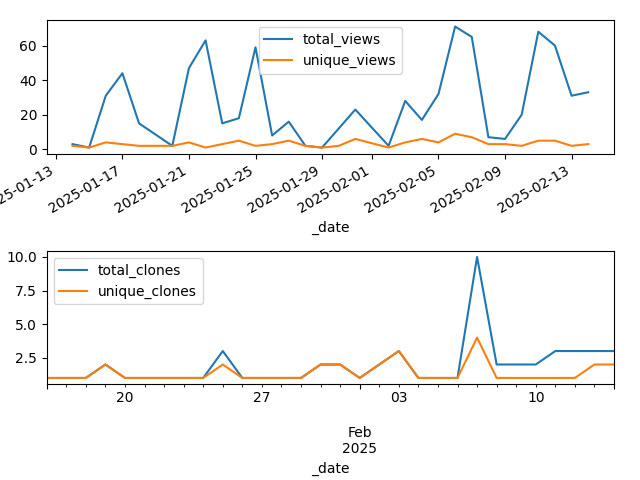 total_views
unique_views
60
40
20
0
25-01-13
2025-01-17
2025-01-21
2025-01-25
2025-01-29
2025-02-01
2025-02-05
2025-02-09
2025-02-13
_date
total_clones
unique_clones
10.0
7.5
5.0
2.5
20 27 03 10
Feb
2025
_date